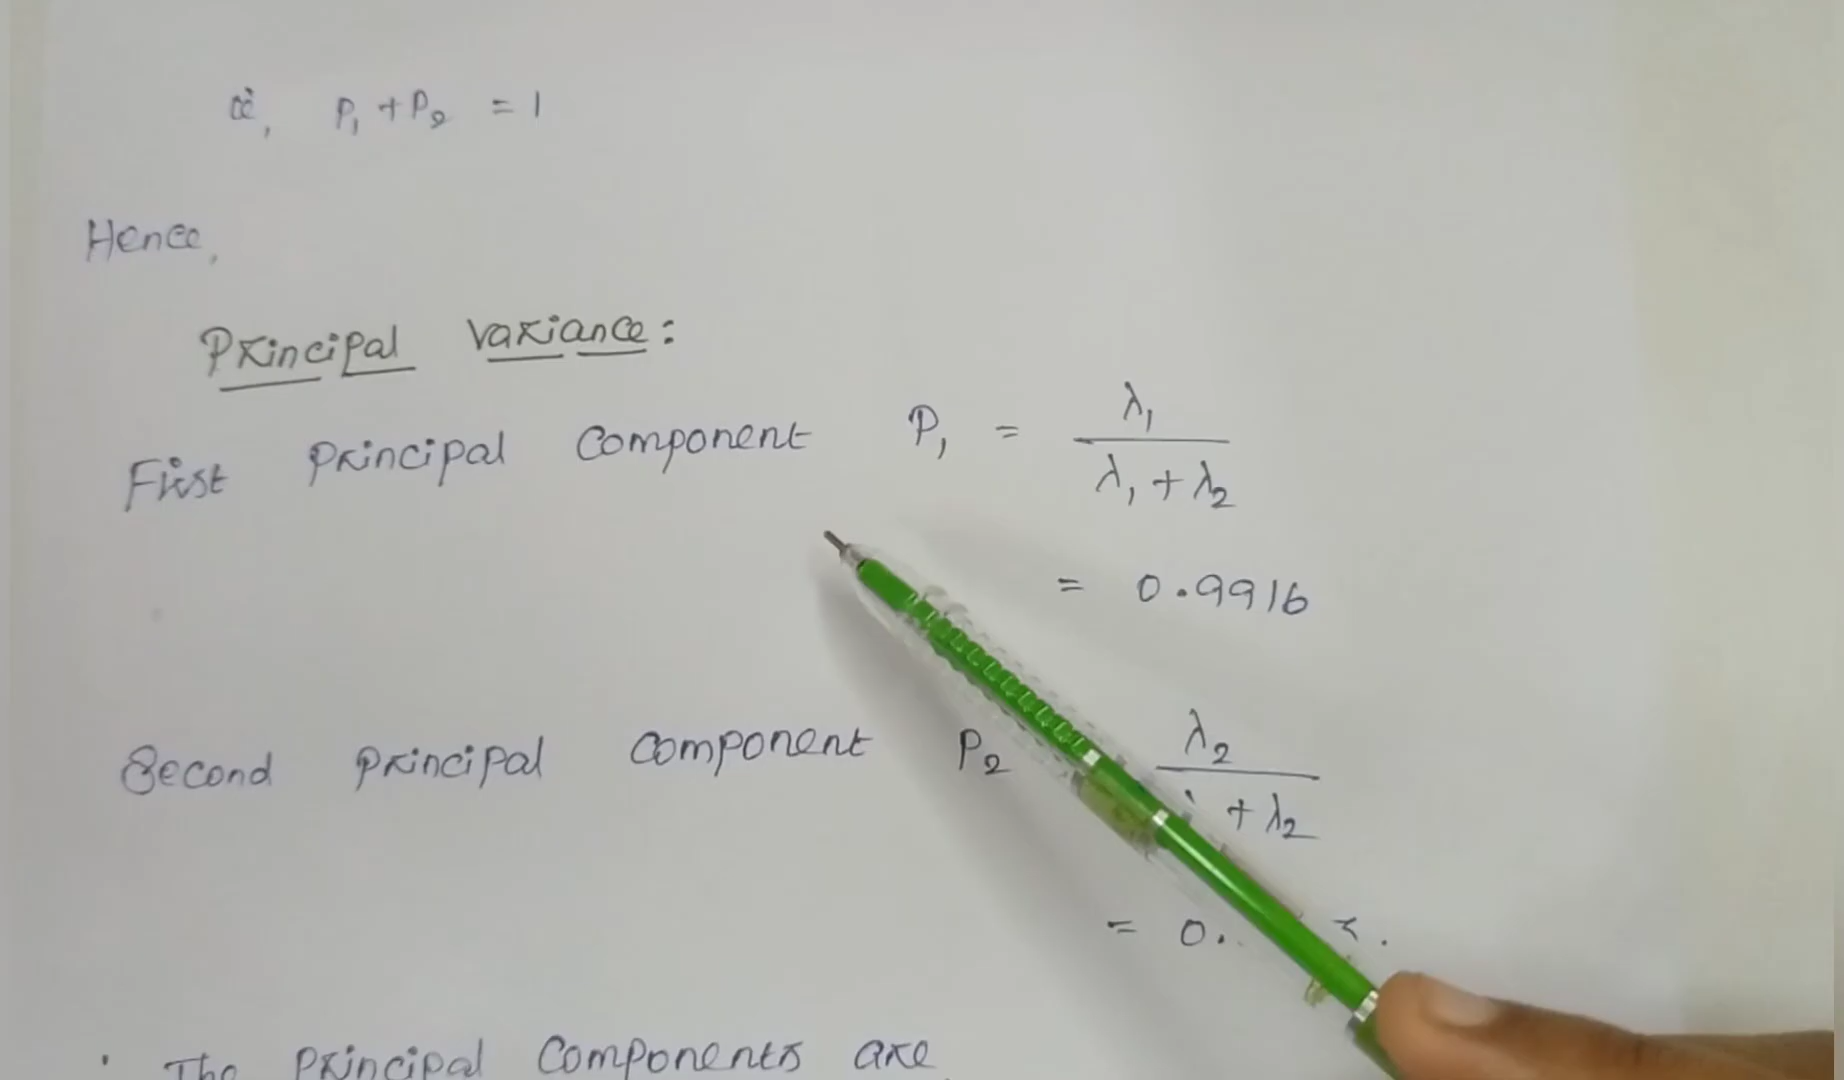 ie, P₁ + P₂ = 1
Hence,
Principal Variance:
First Principal Component P₁ = λ₁ / λ₁ + λ₂
= 0.9916
Second Principal Component P₂ λ₂ / + λ₂
= 0.
The Principal Components are